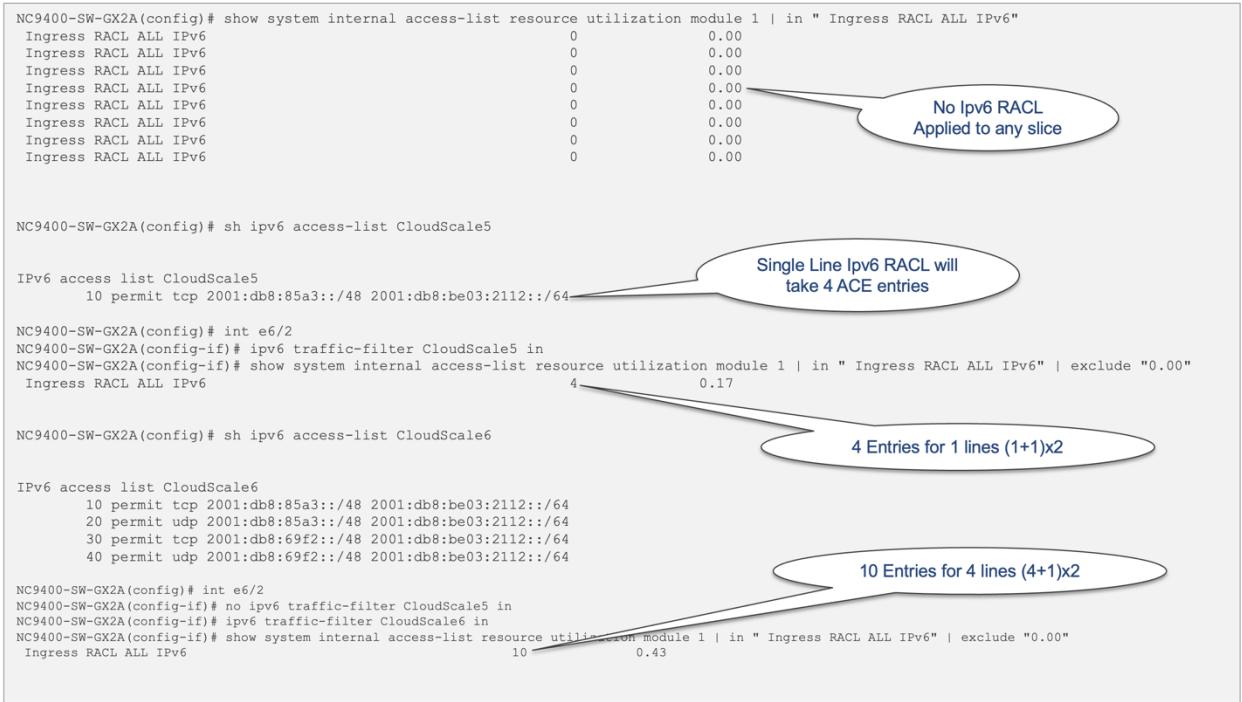 NC9400-SW-GX2A(config)# show system internal access-list resource utilization module 1 | in " Ingress RACL ALL IPv6"
Ingress RACL ALL IPv6 0 0.00
Ingress RACL ALL IPv6 0 0.00
Ingress RACL ALL IPv6 0 0.00
Ingress RACL ALL IPv6 0 0.00
Ingress RACL ALL IPv6 0 0.00
Ingress RACL ALL IPv6 0 0.00
Ingress RACL ALL IPv6 0 0.00
Ingress RACL ALL IPv6 0 0.00
No Ipv6 RACL
Applied to any slice
NC9400-SW-GX2A(config)# sh ipv6 access-list CloudScale5
IPv6 access list CloudScale5
10 permit tcp 2001:db8:85a3::/48 2001:db8:be03:2112::/64
Single Line Ipv6 RACL will
take 4 ACE entries
NC9400-SW-GX2A(config)# int e6/2
NC9400-SW-GX2A(config-if)# ipv6 traffic-filter CloudScale5 in
NC9400-SW-GX2A(config-if)# show system internal access-list resource utilization module 1 | in " Ingress RACL ALL IPv6" | exclude "0.00"
Ingress RACL ALL IPv6 4 0.17
4 Entries for 1 lines (1+1)x2
NC9400-SW-GX2A(config)# sh ipv6 access-list CloudScale6
IPv6 access list CloudScale6
10 permit tcp 2001:db8:85a3::/48 2001:db8:be03:2112::/64
20 permit udp 2001:db8:85a3::/48 2001:db8:be03:2112::/64
30 permit tcp 2001:db8:69f2::/48 2001:db8:be03:2112::/64
40 permit udp 2001:db8:69f2::/48 2001:db8:be03:2112::/64
10 Entries for 4 lines (4+1)x2
NC9400-SW-GX2A(config)# int e6/2
NC9400-SW-GX2A(config-if)# no ipv6 traffic-filter CloudScale5 in
NC9400-SW-GX2A(config-if)# ipv6 traffic-filter CloudScale6 in
NC9400-SW-GX2A(config-if)# show system internal access-list resource utilization module 1 | in " Ingress RACL ALL IPv6" | exclude "0.00"
Ingress RACL ALL IPv6 10 0.43